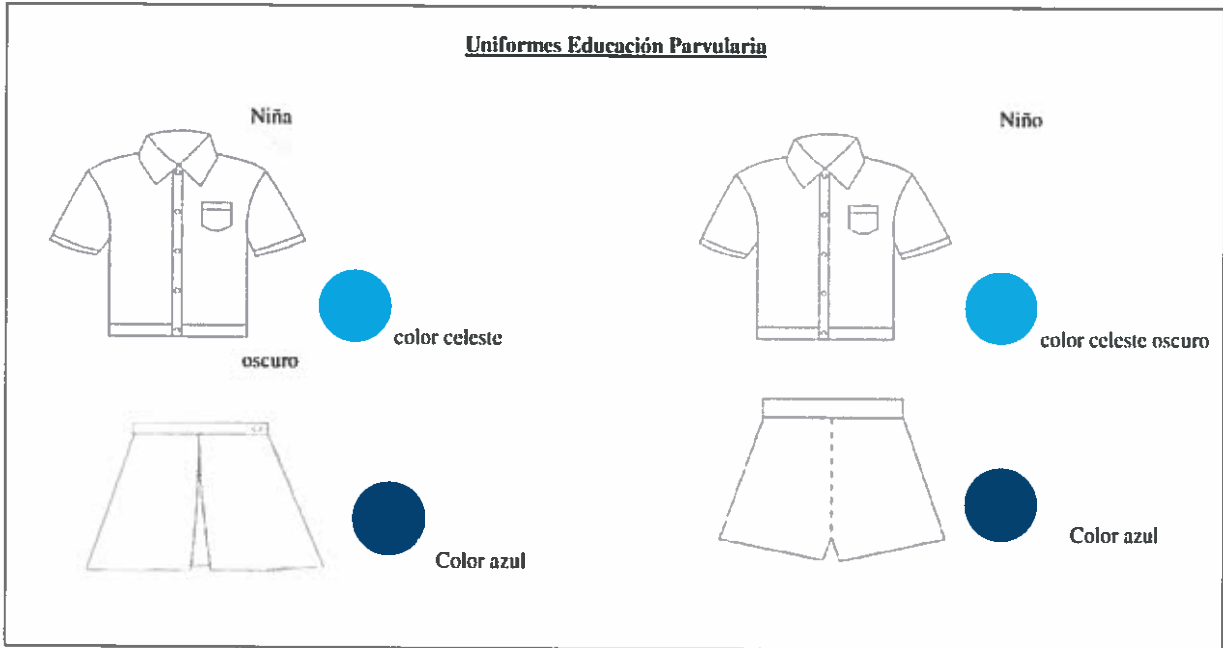 Uniformes Educación Parvularia
Niña
Niño
color celeste
oscuro
color celeste oscuro
Color azul
Color azul